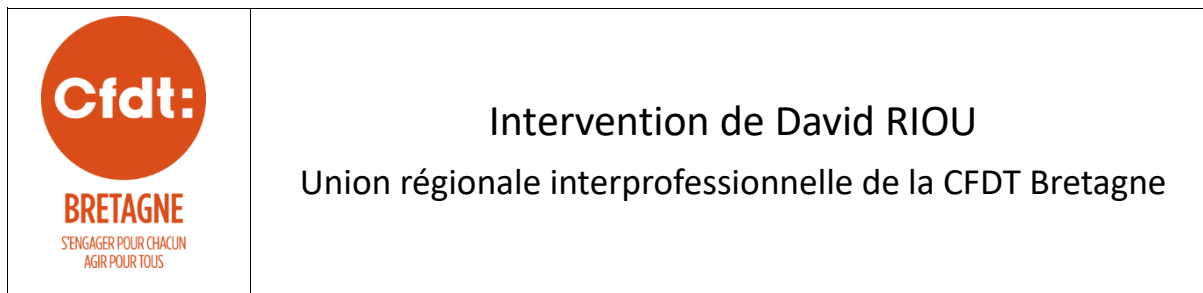 Cfdt:
BRETAGNE
S'ENGAGER POUR CHACUN
AGIR POUR TOUS
Intervention de David RIOU
Union régionale interprofessionnelle de la CFDT Bretagne